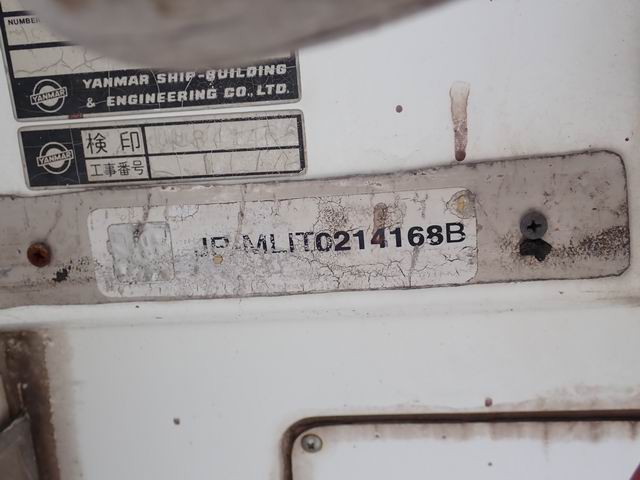 NUMBER
YANMAR
YANMAR SHIP-BUILDING
& ENGINEERING CO., LTD.
YANMAR
検印
工事番号
JP-MLIT0214168B